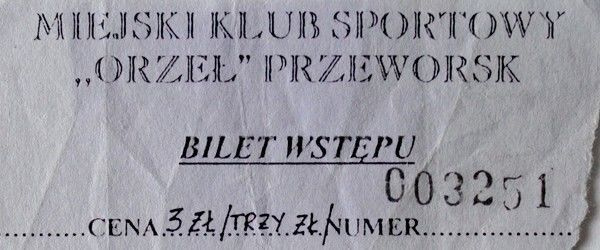 MIEJSKI KLUB SPORTOWY
„ORZEŁ” PRZEWORSK
BILET WSTĘPU
003251
..........CENA..3 ZŁ/TRZY ZŁ/NUMER.....................